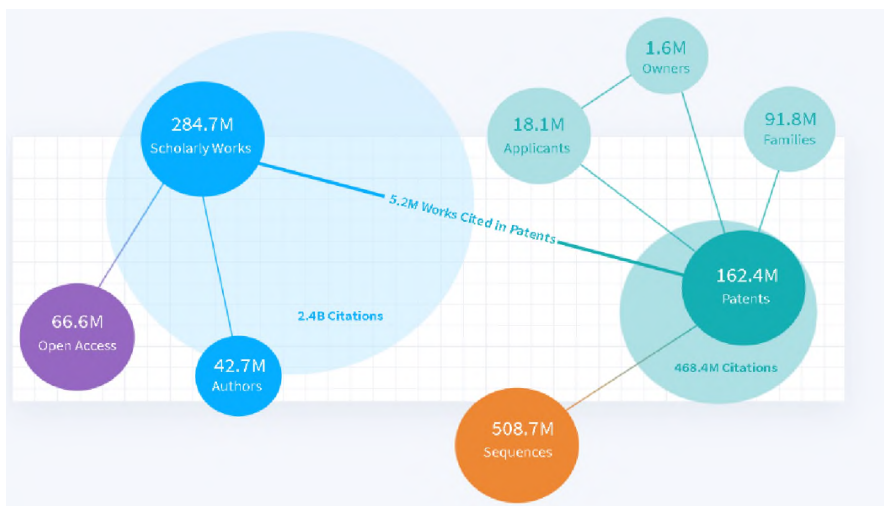 1.6M
Owners
284.7M
Scholarly Works
18.1M
Applicants
91.8M
Families
5.2M Works Cited in Patents
162.4M
Patents
66.6M
Open Access
2.4B Citations
42.7M
Authors
468.4M Citations
508.7M
Sequences